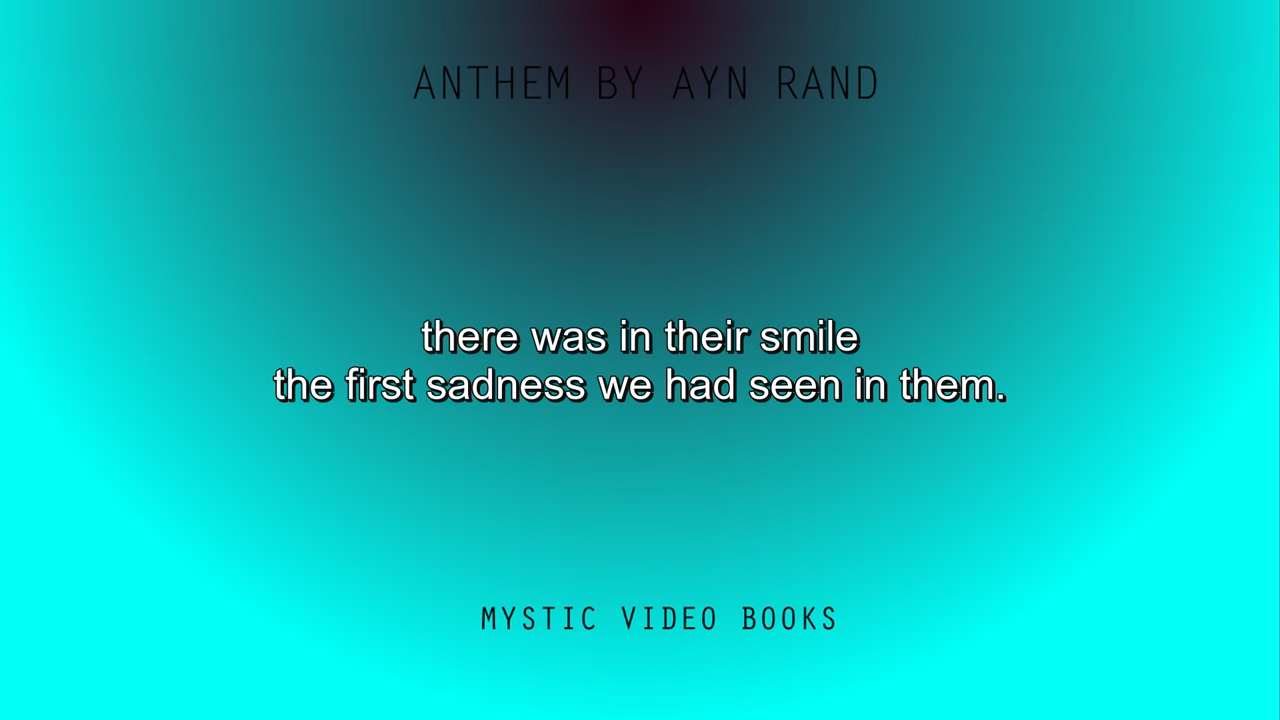 ANTHEM BY AYN RAND
there was in their smile
the first sadness we had seen in them.
MYSTIC VIDEO BOOKS